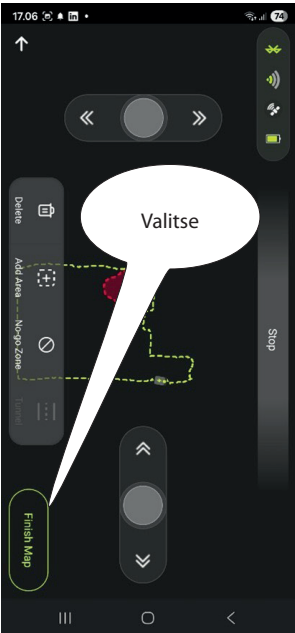 17.06
74
Delete
Add Area
No-go Zone
Tunnel
Valitse
Stop
Finish Map